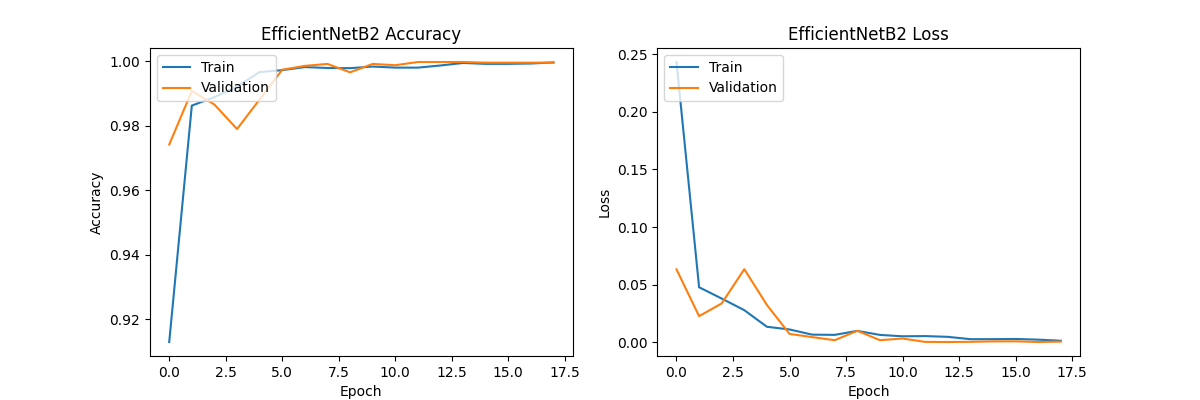 EfficientNetB2 Accuracy
Train
Validation
1.00
0.98
0.96
0.94
0.92
Accuracy
0.0 2.5 5.0 7.5 10.0 12.5 15.0 17.5
Epoch
EfficientNetB2 Loss
Train
Validation
0.25
0.20
0.15
0.10
0.05
0.00
Loss
0.0 2.5 5.0 7.5 10.0 12.5 15.0 17.5
Epoch